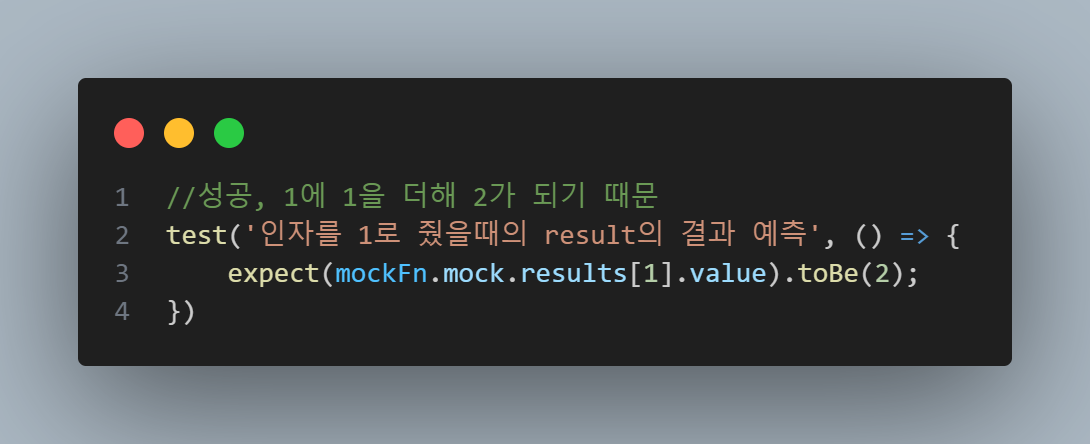 1 //성공, 1에 1을 더해 2가 되기 때문
2 test('인자를 1로 줬을때의 result의 결과 예측', () => {
3     expect(mockFn.mock.results[1].value).toBe(2);
4 })